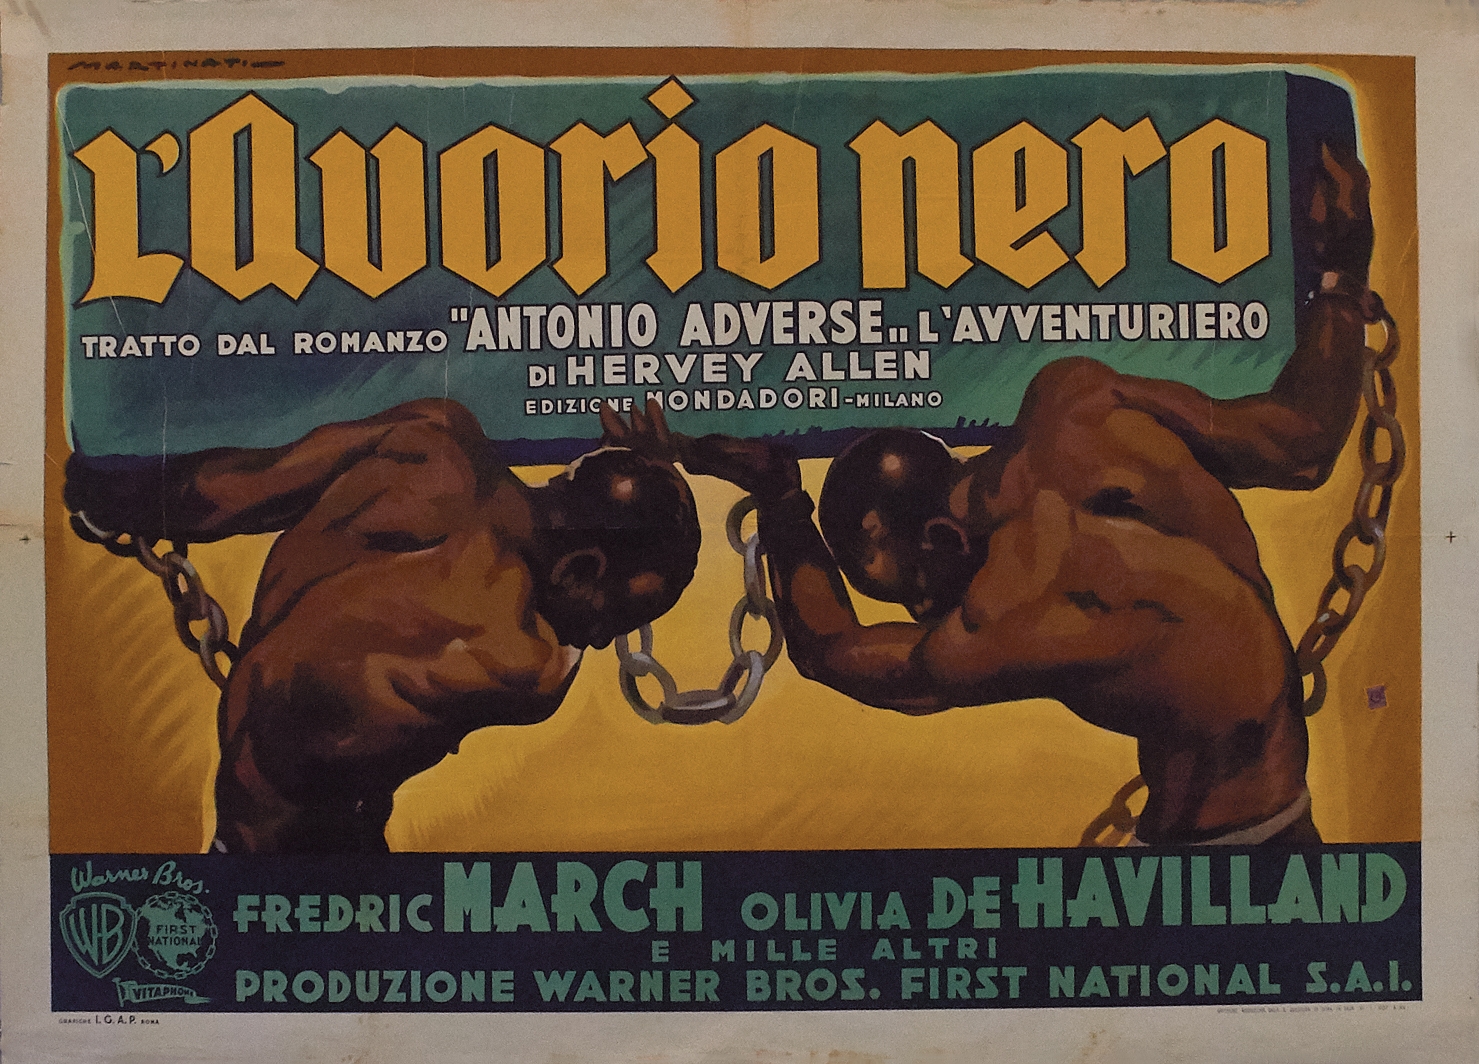 MARTINATI
L'Avorio nero
TRATTO DAL ROMANZO "ANTONIO ADVERSE„ L'AVVENTURIERO
DI HERVEY ALLEN
EDIZIONE MONDADORI-MILANO
Warner Bros.
WB
FIRST
NATIONAL
VITAPHONE
FREDRIC MARCH OLIVIA DE HAVILLAND
E MILLE ALTRI
PRODUZIONE WARNER BROS. FIRST NATIONAL S.A.I.
GRAFICHE I.G.A.P. ROMA